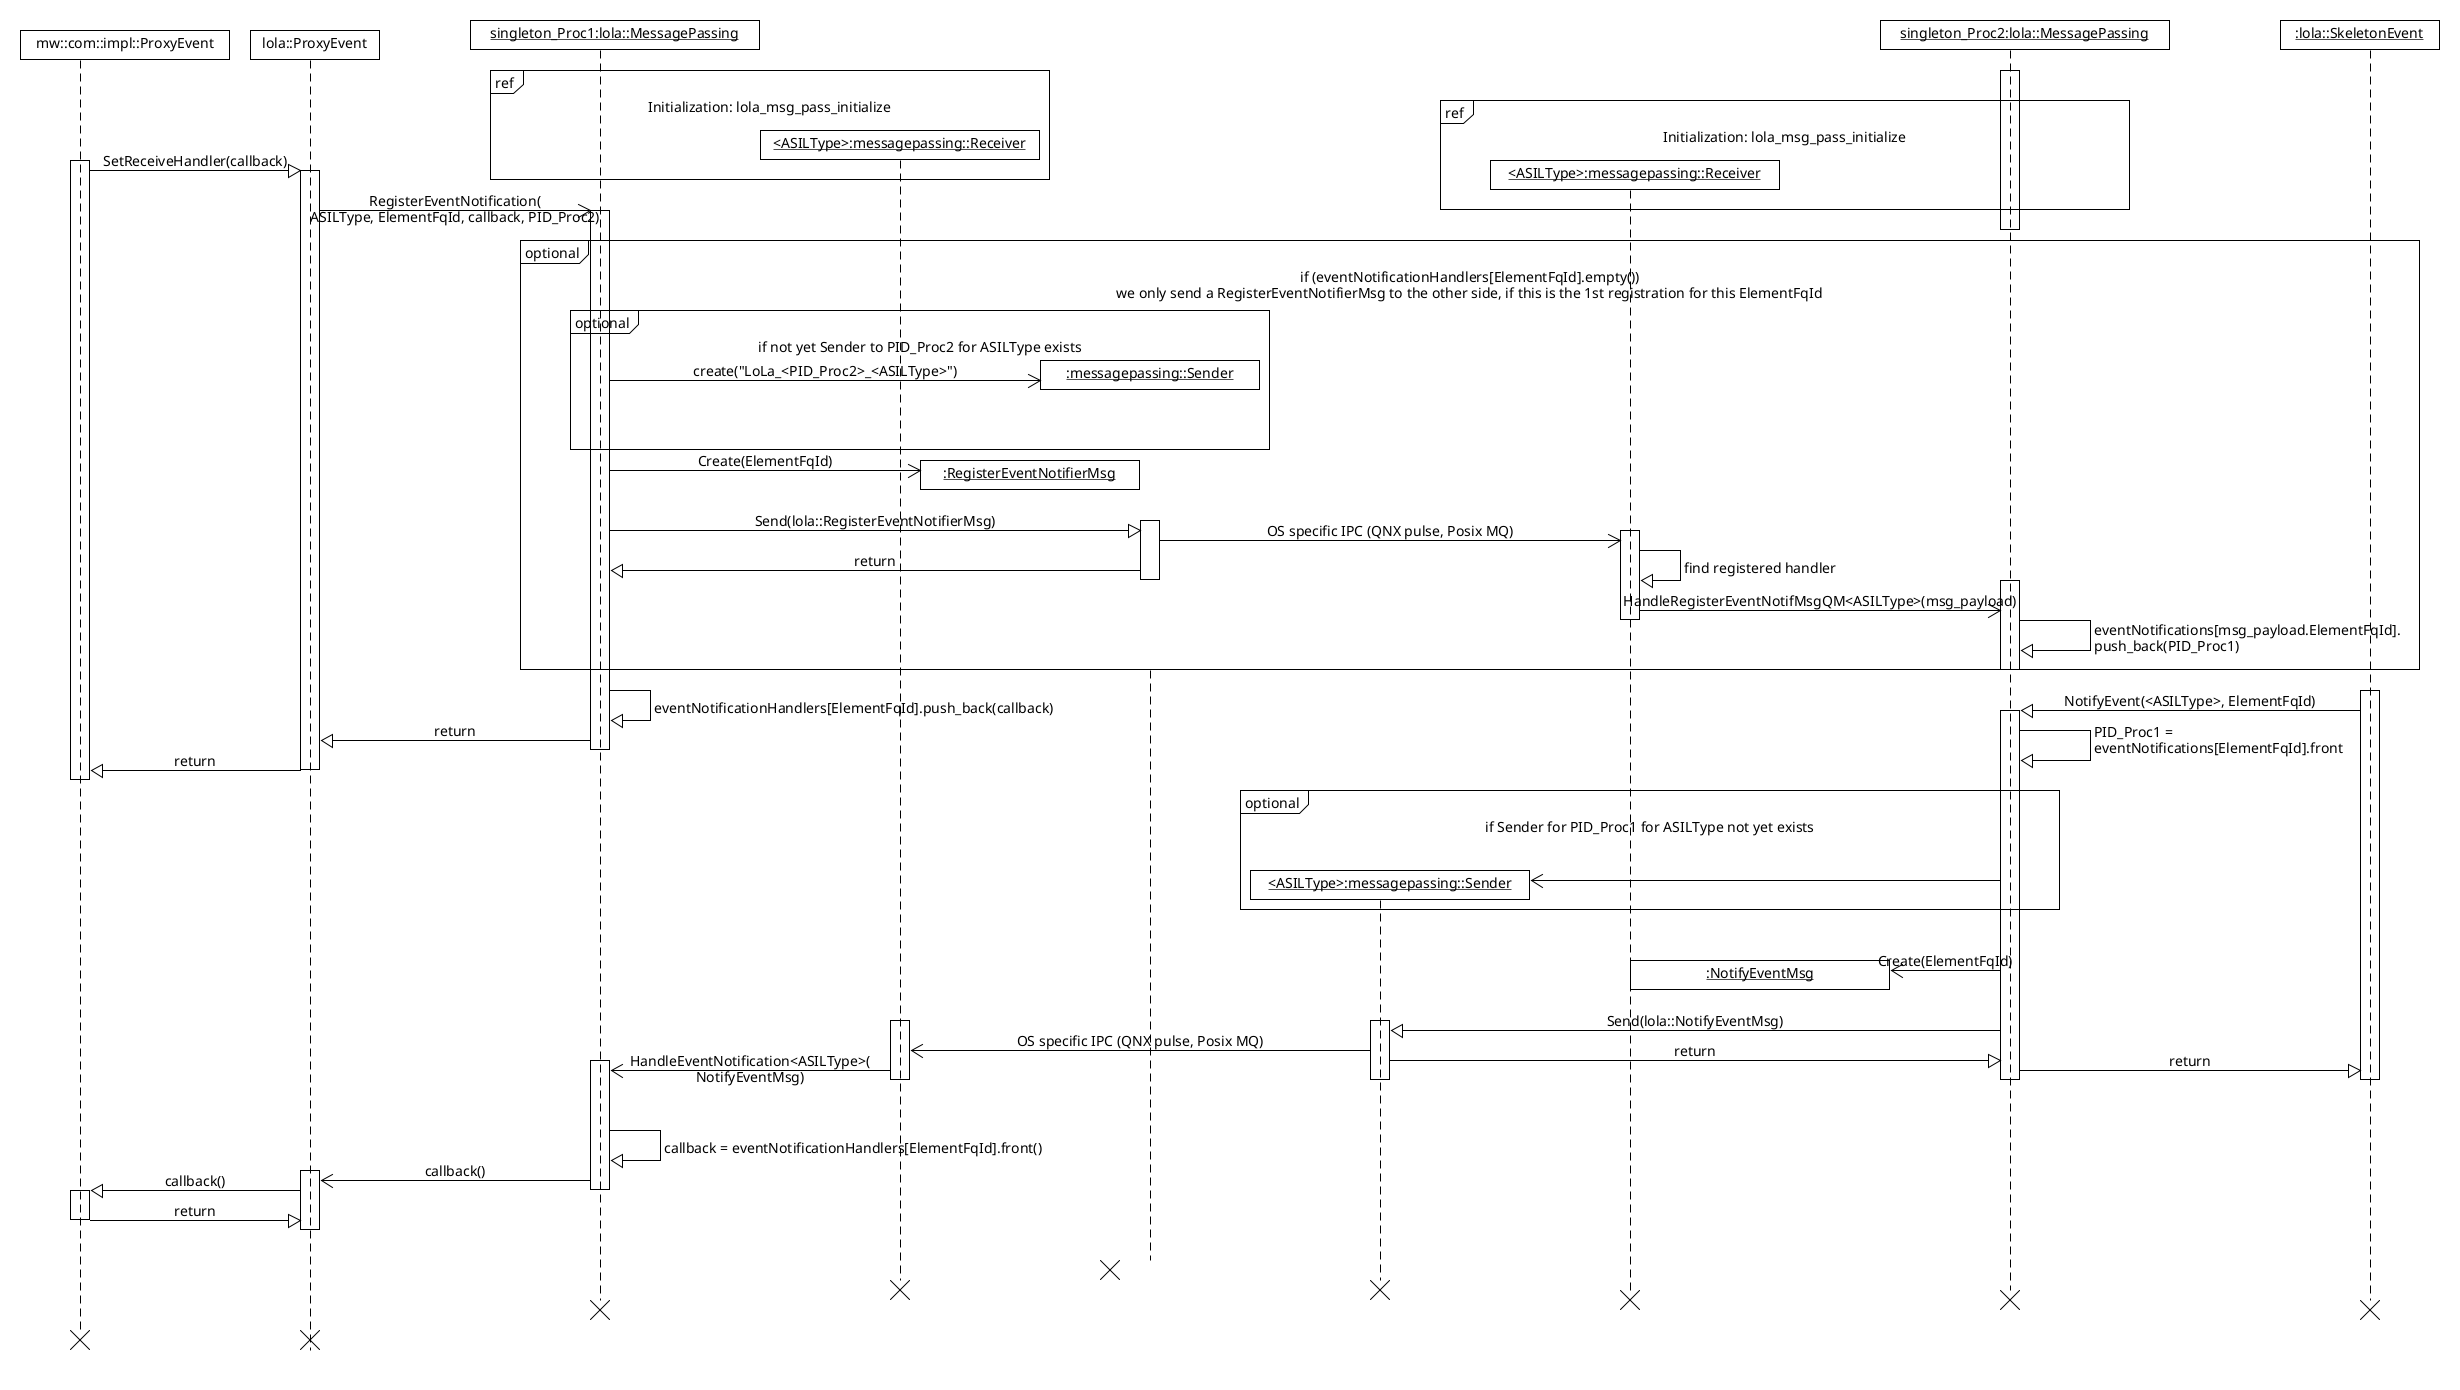 mw::com::impl::ProxyEvent
lola::ProxyEvent
singleton_Proc1:lola::MessagePassing
singleton_Proc2:lola::MessagePassing
:lola::SkeletonEvent
ref
Initialization: lola_msg_pass_initialize
<ASILType>:messagepassing::Receiver
ref
Initialization: lola_msg_pass_initialize
<ASILType>:messagepassing::Receiver
SetReceiveHandler(callback)
RegisterEventNotification(
ASILType, ElementFqId, callback, PID_Proc2)
optional
if (eventNotificationHandlers[ElementFqId].empty())
we only send a RegisterEventNotifierMsg to the other side, if this is the 1st registration for this ElementFqId
optional
if not yet Sender to PID_Proc2 for ASILType exists
create("LoLa_<PID_Proc2>_<ASILType>")
:messagepassing::Sender
Create(ElementFqId)
:RegisterEventNotifierMsg
Send(lola::RegisterEventNotifierMsg)
OS specific IPC (QNX pulse, Posix MQ)
return
find registered handler
HandleRegisterEventNotifMsgQM<ASILType>(msg_payload)
eventNotifications[msg_payload.ElementFqId].
push_back(PID_Proc1)
eventNotificationHandlers[ElementFqId].push_back(callback)
NotifyEvent(<ASILType>, ElementFqId)
return
PID_Proc1 =
eventNotifications[ElementFqId].front
return
optional
if Sender for PID_Proc1 for ASILType not yet exists
<ASILType>:messagepassing::Sender
Create(ElementFqId)
:NotifyEventMsg
Send(lola::NotifyEventMsg)
OS specific IPC (QNX pulse, Posix MQ)
return
HandleEventNotification<ASILType>(
NotifyEventMsg)
return
callback = eventNotificationHandlers[ElementFqId].front()
callback()
callback()
return